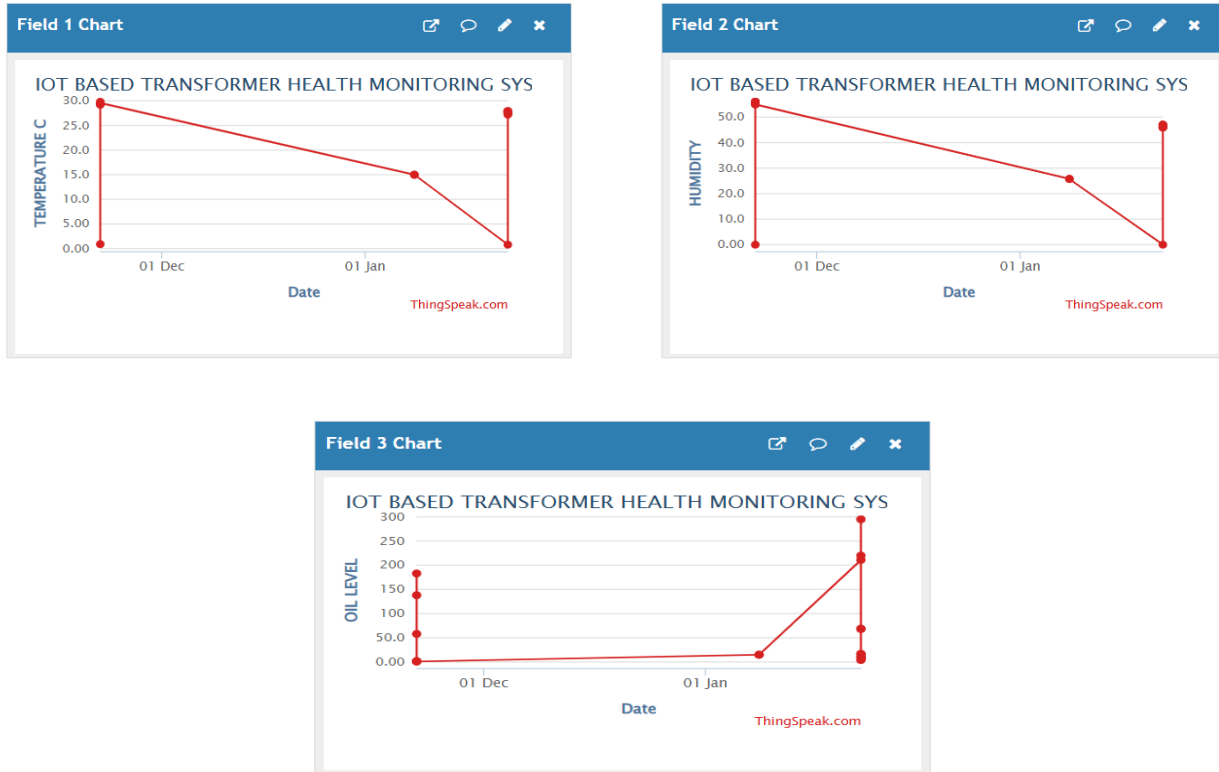 Field 1 Chart
IOT BASED TRANSFORMER HEALTH MONITORING SYS
TEMPERATURE C
30.0
25.0
20.0
15.0
10.0
5.00
0.00
01 Dec
01 Jan
Date
ThingSpeak.com
Field 2 Chart
IOT BASED TRANSFORMER HEALTH MONITORING SYS
HUMIDITY
50.0
40.0
30.0
20.0
10.0
0.00
01 Dec
01 Jan
Date
ThingSpeak.com
Field 3 Chart
IOT BASED TRANSFORMER HEALTH MONITORING SYS
OIL LEVEL
300
250
200
150
100
50.0
0.00
01 Dec
01 Jan
Date
ThingSpeak.com